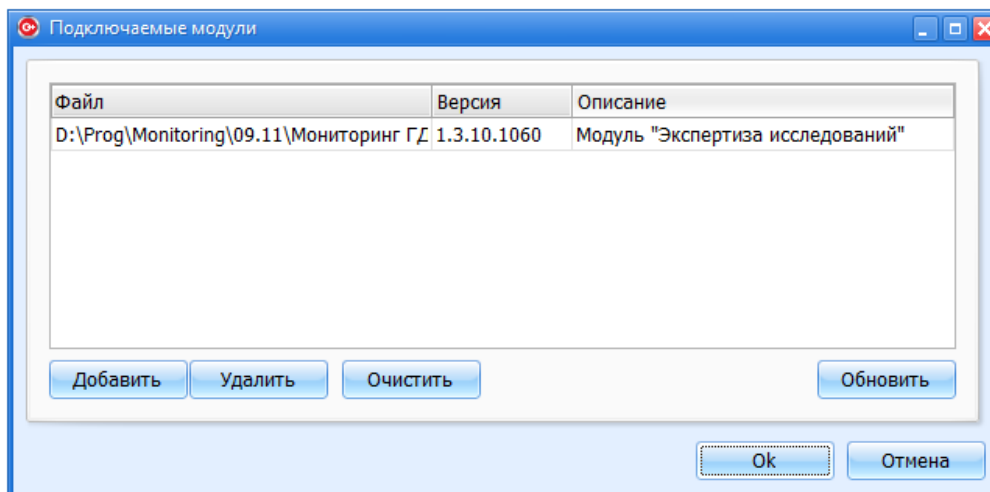 Подключаемые модули
Файл Версия Описание
D:\Prog\Monitoring\09.11\Мониторинг ГД 1.3.10.1060 Модуль "Экспертиза исследований"
Добавить Удалить Очистить Обновить
Ok Отмена